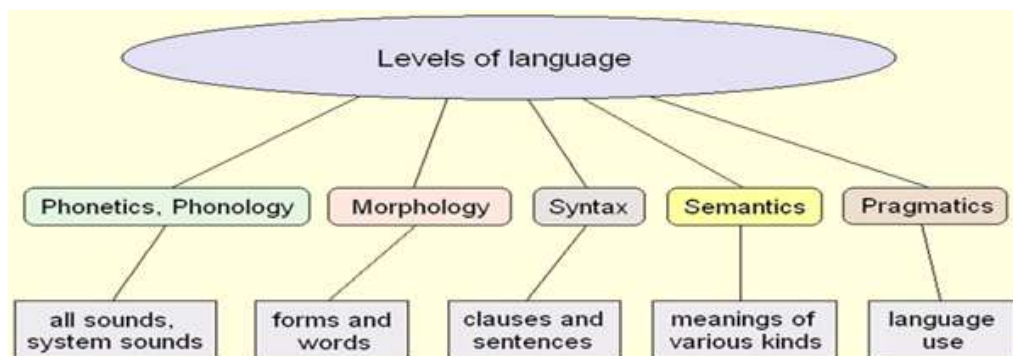 Levels of language
Phonetics, Phonology
Morphology
Syntax
Semantics
Pragmatics
all sounds,
system sounds
forms and
words
clauses and
sentences
meanings of
various kinds
language
use